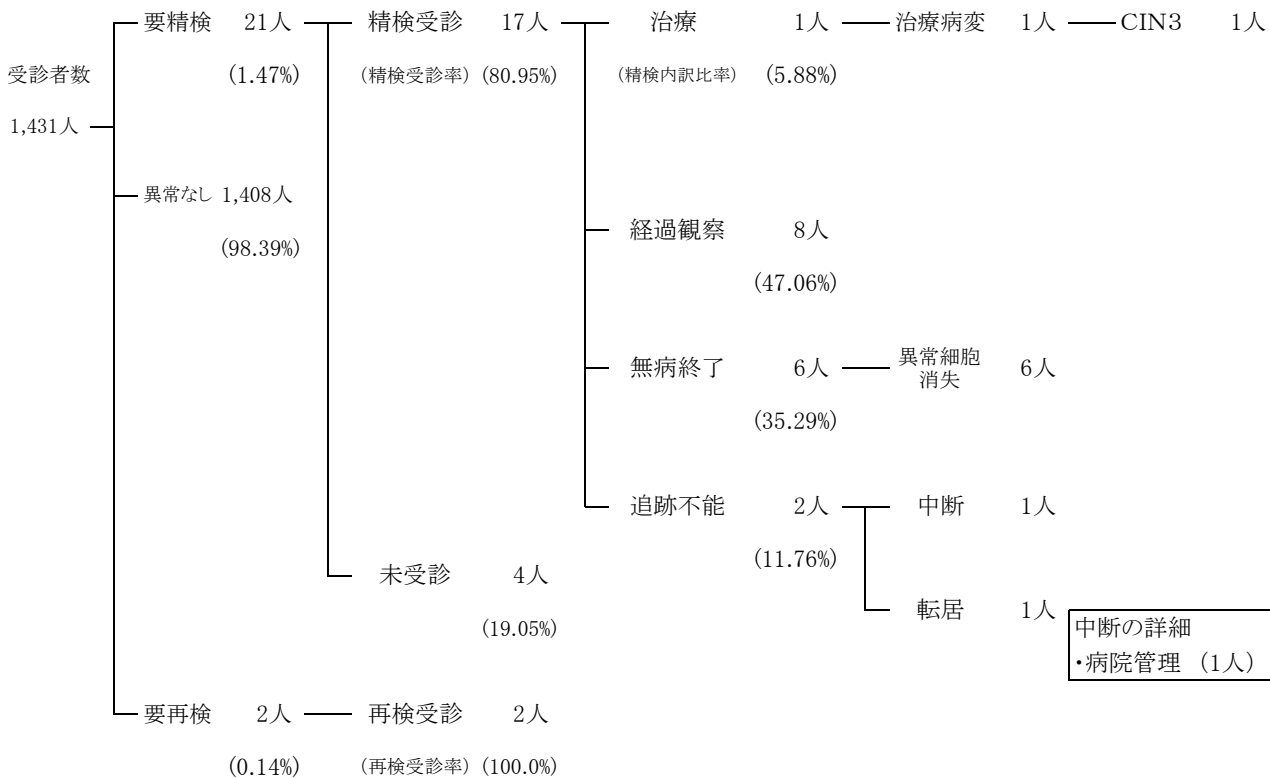 要精検 21人 精検受診 17人 治療 1人 治療病変 1人 CIN3 1人
受診者数 (1.47%) (精検受診率) (80.95%) (精検内訳比率) (5.88%)
1,431人
異常なし 1,408人 経過観察 8人
(98.39%) (47.06%)
無病終了 6人 異常細胞 6人
消失
(35.29%)
追跡不能 2人 中断 1人
(11.76%)
未受診 4人
転居 1人
(19.05%)
中断の詳細
・病院管理 (1人)
要再検 2人 再検受診 2人
(0.14%) (再検受診率) (100.0%)